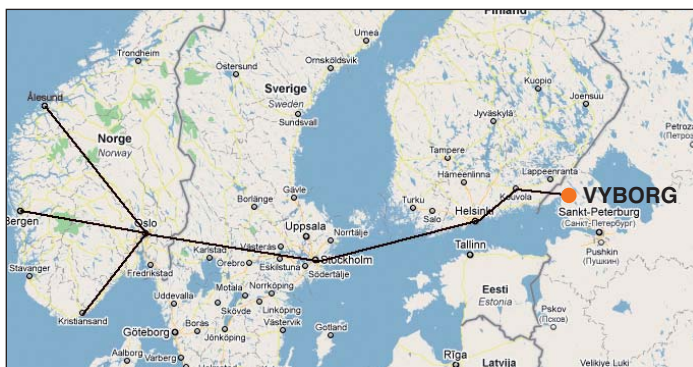 Finland
Umeå
Trondheim
Östersund
Örnsköldsvik
Kuopio
Joensuu
Ålesund
Sverige
Sweden
Sundsvall
Jyväskylä
Norge
Norway
Tampere
Hämeenlinna
Lappeenranta
Kouvola
VYBORG
Gävle
Borlänge
Turku
Salo
Helsinki
Sankt-Peterburg
(Санкт-Петербург)
Bergen
Oslo
Uppsala
Norrtälje
Västerås
Karlstad
Örebro
Eskilstuna
Stockholm
Södertälje
Tallinn
Pushkin
(Пушкин)
Stavanger
Fredrikstad
Motala
Norrköping
Eesti
Estonia
Uddevalla
Skövde
Linköping
Kristiansand
Pskov
(Псков)
Göteborg
Borås
Jönköping
Västervik
Gotland
Aalborg
Varberg
Rīga
Latvija
Velikiye Luki